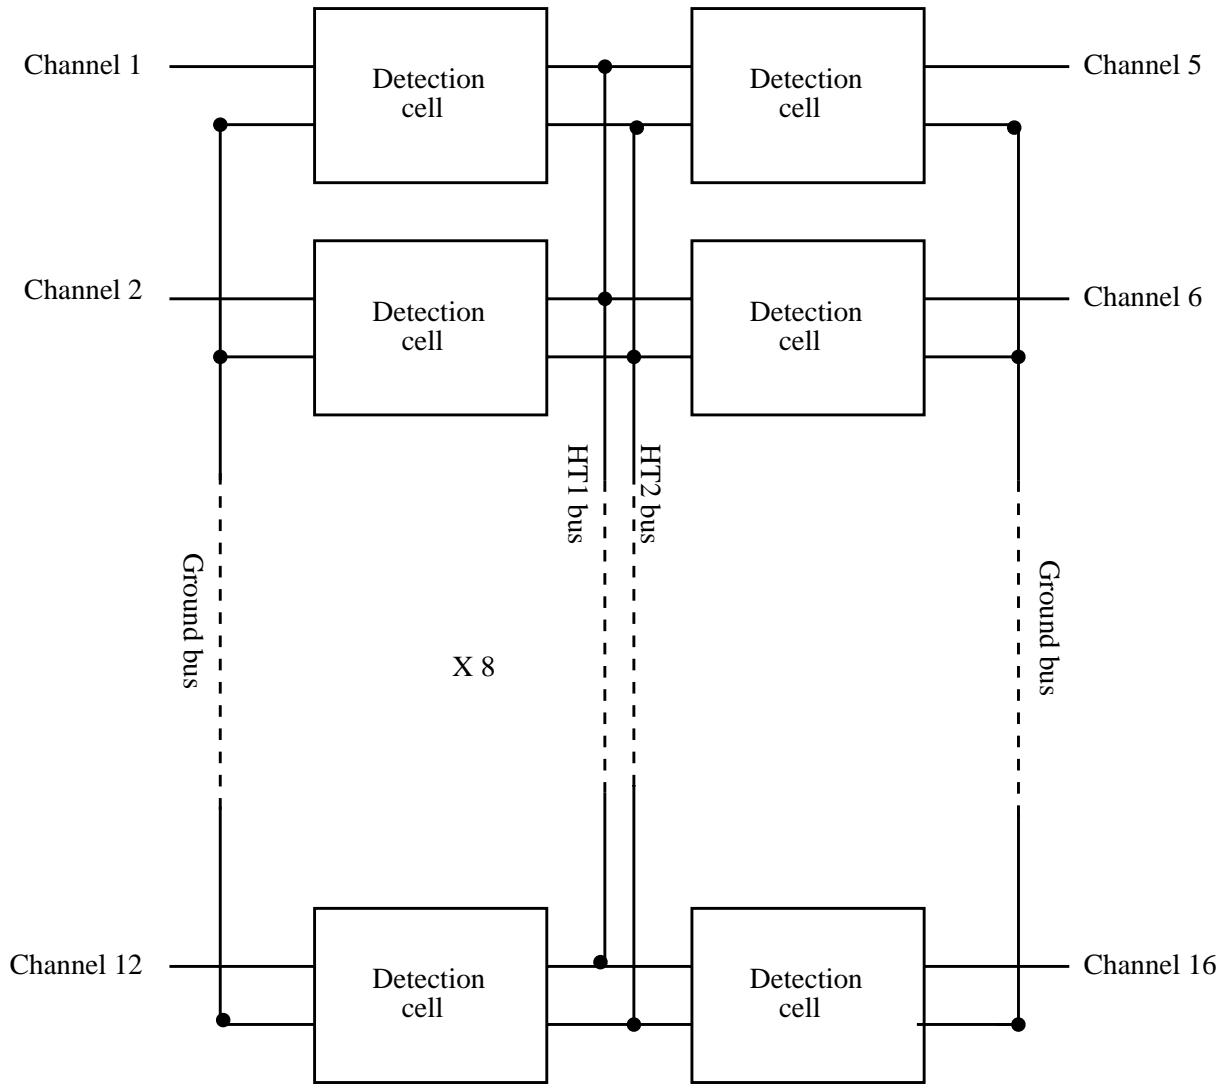 Channel 1
Detection
cell
Detection
cell
Channel 5
Channel 2
Detection
cell
Detection
cell
Channel 6
HT1 bus
HT2 bus
Ground bus
Ground bus
X 8
Channel 12
Detection
cell
Detection
cell
Channel 16